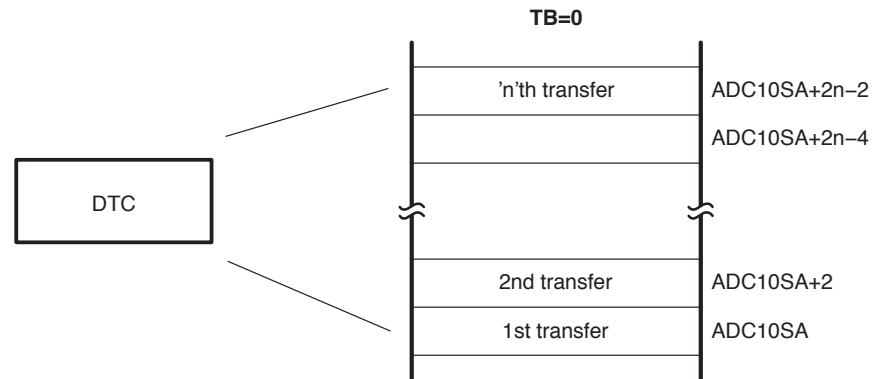 TB=0
’n’th transfer
ADC10SA+2n−2
ADC10SA+2n−4
DTC
2nd transfer
ADC10SA+2
1st transfer
ADC10SA